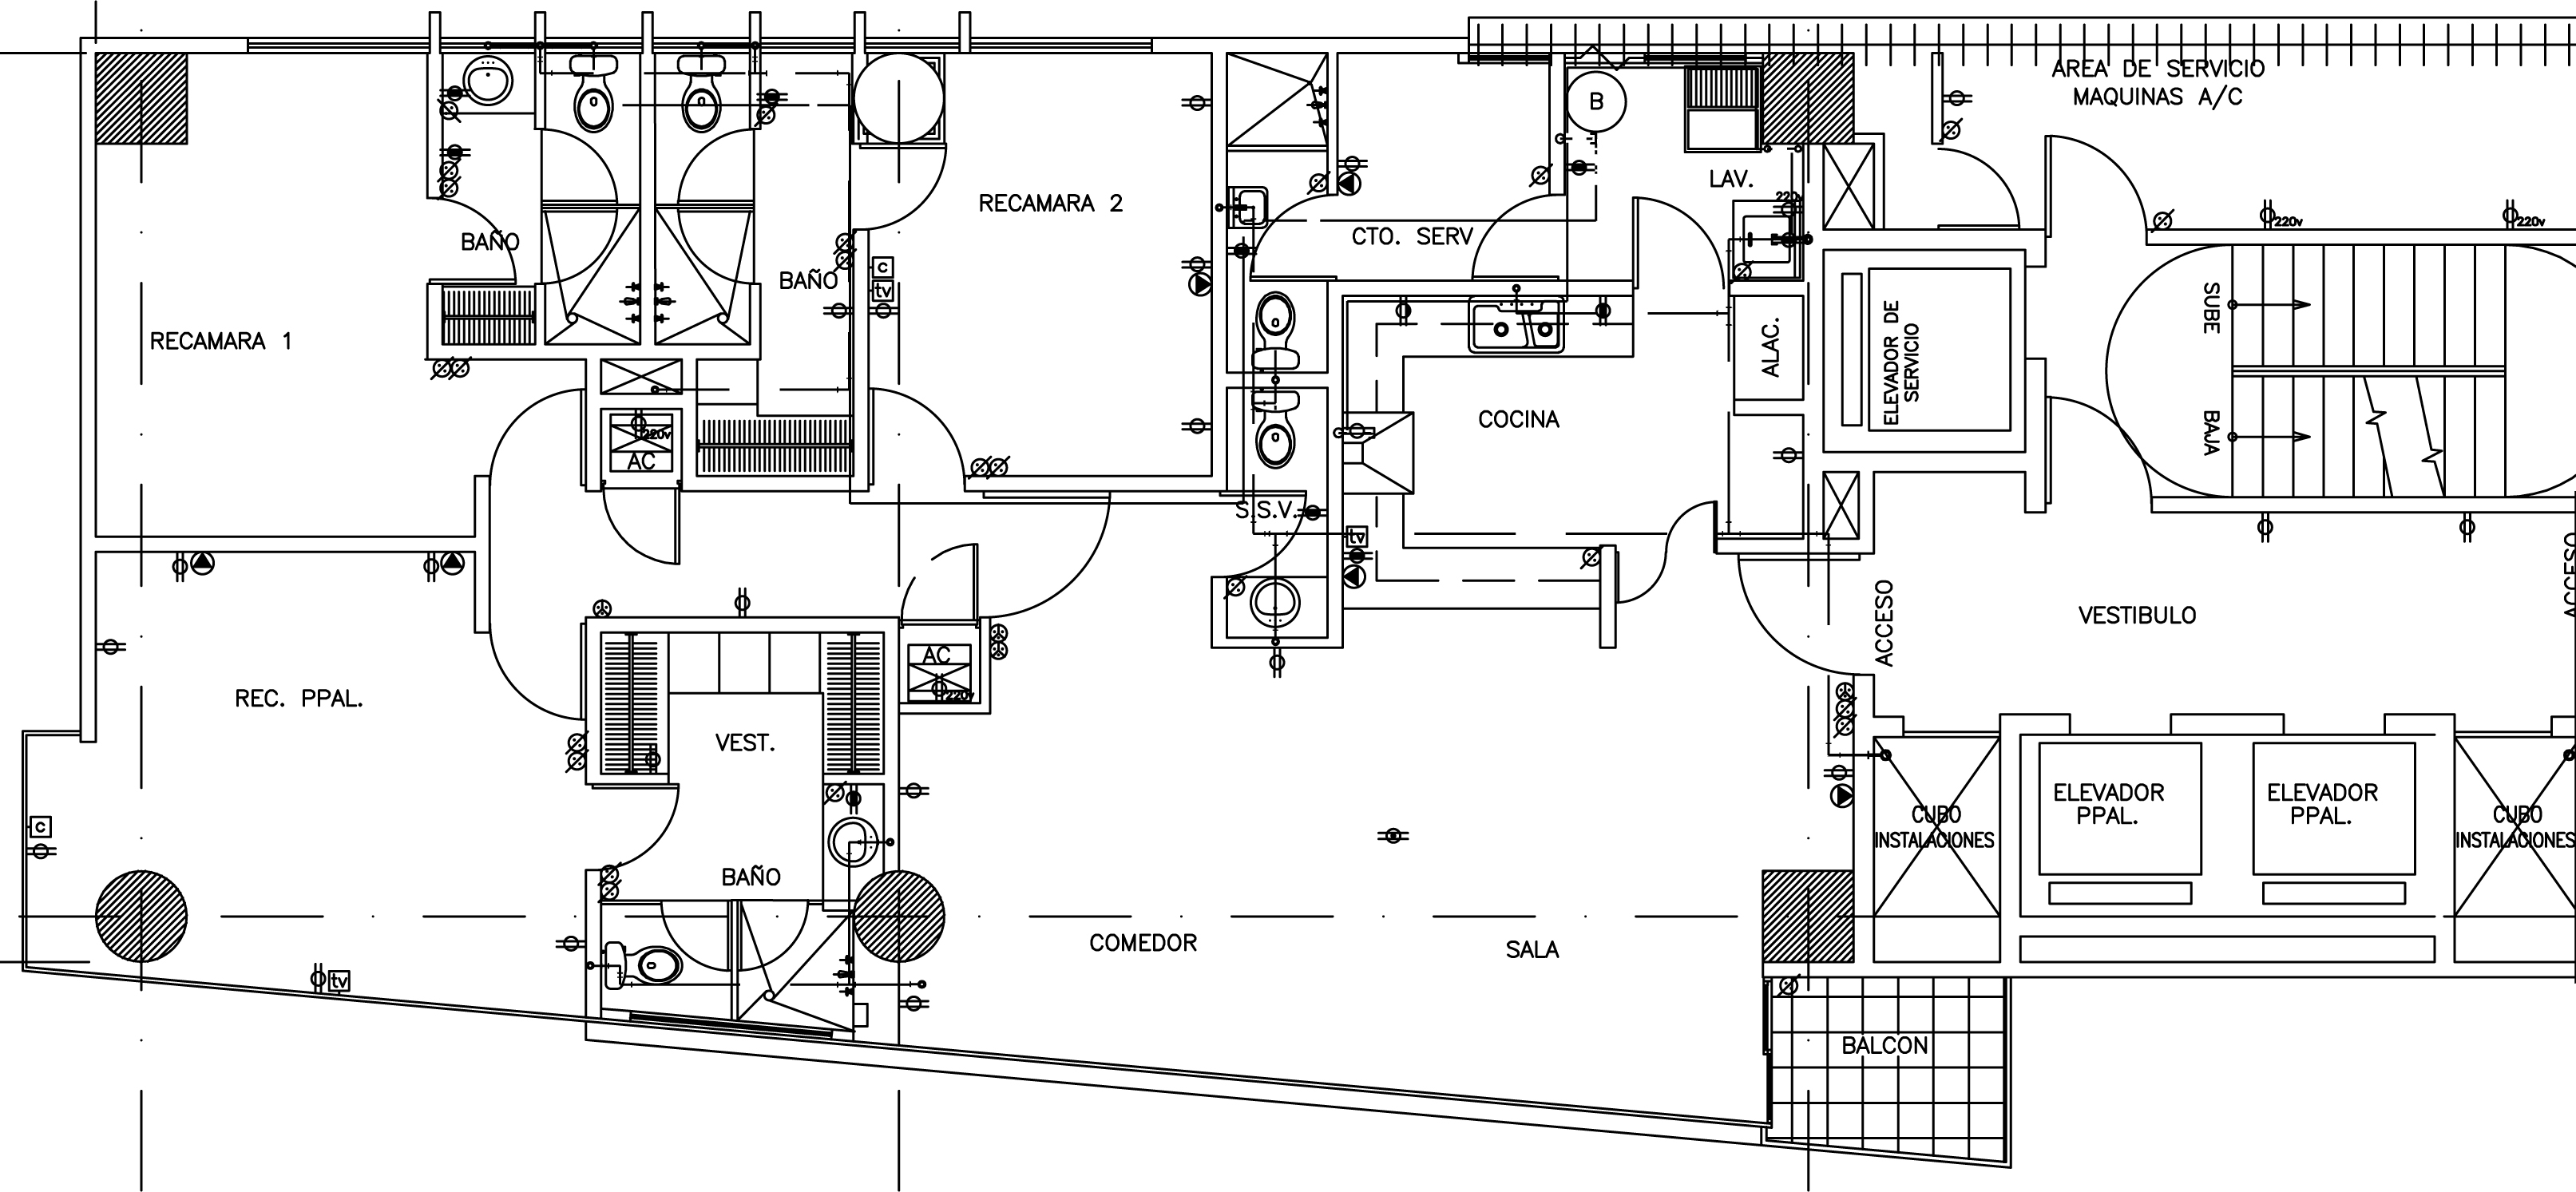 AREA DE SERVICIO
MAQUINAS A/C
B
LAV.
220v
RECAMARA 2
220v
220v
BAÑO
CTO. SERV
BAÑO
c
tv
SUBE
RECAMARA 1
ELEVADOR DE
SERVICIO
ALAC.
COCINA
BAJA
220v
AC
S.S.V.
tv
ACCESO
ACCESO
VESTIBULO
AC
220v
REC. PPAL.
VEST.
ELEVADOR
PPAL.
ELEVADOR
PPAL.
CUBO
INSTALACIONES
CUBO
INSTALACIONES
c
BAÑO
COMEDOR
SALA
tv
BALCON